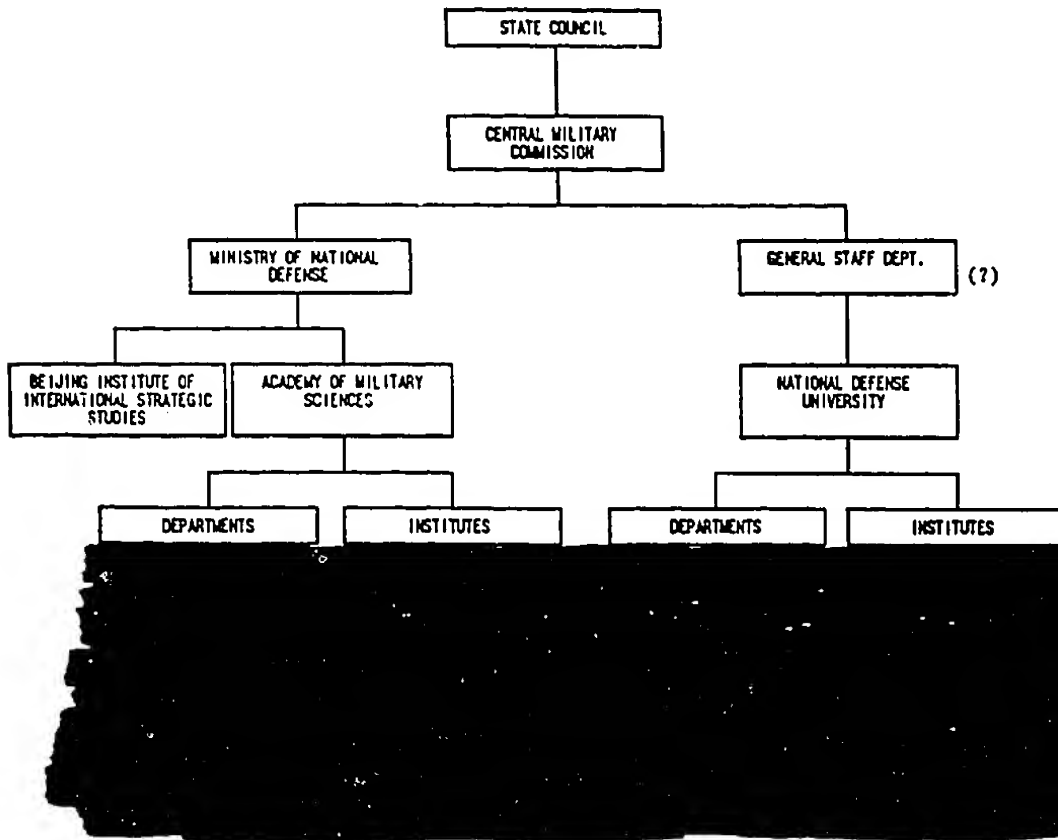 STATE COUNCIL
CENTRAL MILITARY
COMMISSION
MINISTRY OF NATIONAL
DEFENSE
GENERAL STAFF DEPT.
(?)
BEIJING INSTITUTE OF
INTERNATIONAL STRATEGIC
STUDIES
ACADEMY OF MILITARY
SCIENCES
NATIONAL DEFENSE
UNIVERSITY
DEPARTMENTS
INSTITUTES
DEPARTMENTS
INSTITUTES